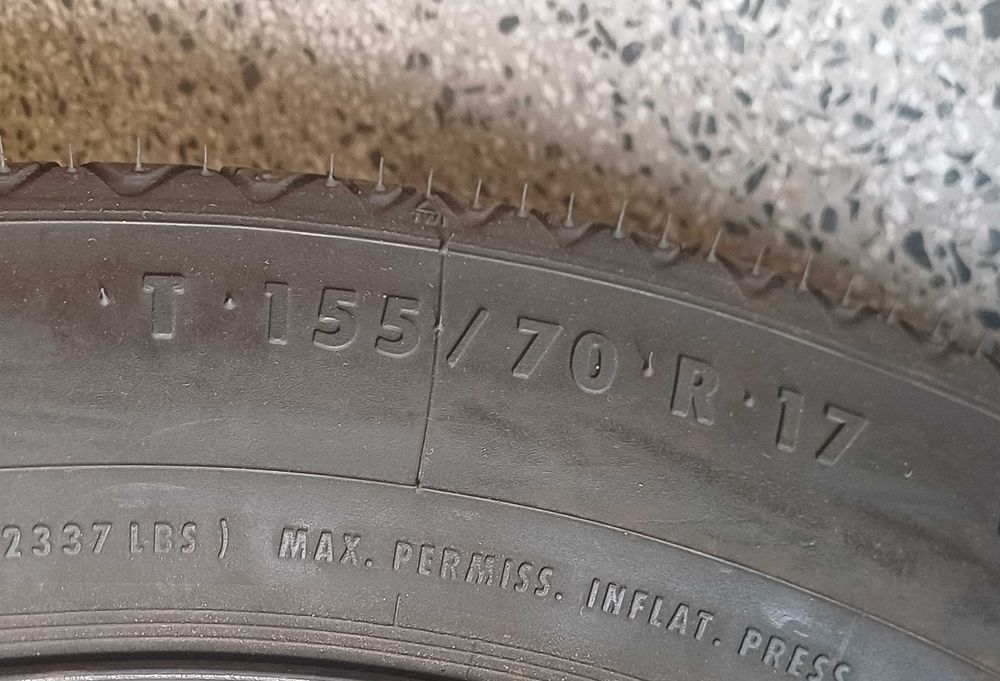 T 155/70 R 17
2337 LBS ) MAX. PERMISS. INFLAT. PRESS